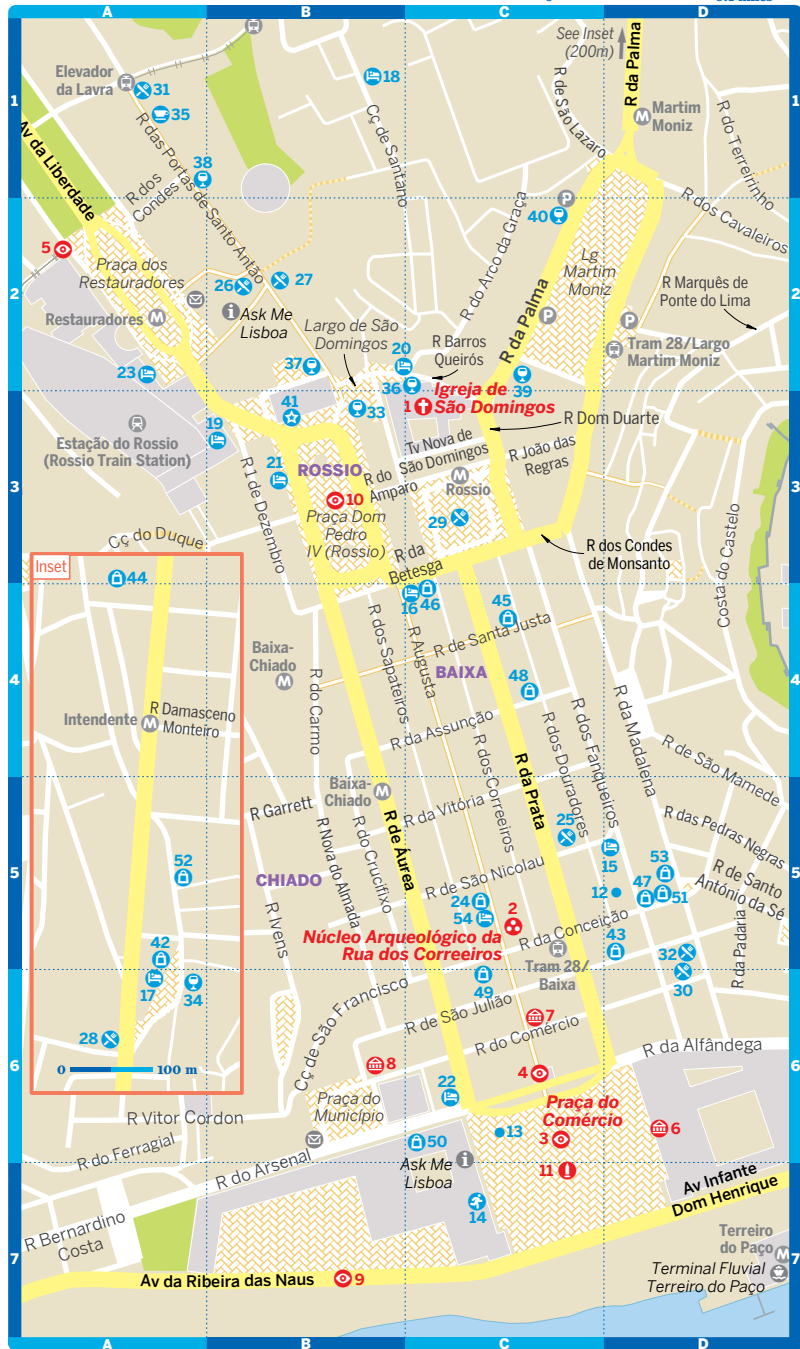 A
B
C
D
See Inset
(200m)
R da Palma
18
Elevador
da Lavra
31
35
1
1
R de São Lazaro
Martim
Moniz
Av da Liberdade
R das Portas de Santo Antão
Cç de Santano
R do Terreirinho
38
R dos
Condes
40
R dos Cavaleiros
R do Arco da Graça
5
Praça dos
Restauradores
Lg
Martim
Moniz
26
27
2
2
R Marquês de
Ponte do Lima
Ask Me
Lisboa
Restauradores
Largo de São
Domingos
R da Palma
R Barros
Queirós
Tram 28/Largo
Martim Moniz
20
37
23
36
39
1
Igreja de
São Domingos
33
41
R Dom Duarte
19
Estação do Rossio
(Rossio Train Station)
Tv Nova de
São Domingos
R João das
Regras
21
ROSSIO
R do
Amparo
Rossio
3
3
R 1 de Dezembro
10
Praça Dom
Pedro
IV (Rossio)
29
Cç do Duque
R da
Betesga
R dos Condes
de Monsanto
Costa do Castelo
Inset
44
16
46
45
R de Santa Justa
R dos Sapateiros
R Augusta
Baixa-
Chiado
BAIXA
4
4
48
R do Carmo
Intendente
R Damasceno
Monteiro
R da Assunção
R dos Douradores
R dos Fanqueiros
R da Madalena
R de São Mamede
Baixa-
Chiado
R dos Correeiros
R da Prata
R Garrett
R da Vitória
25
R das Pedras Negras
R de Áurea
R Nova do Almada
R do Crucifixo
15
52
5
5
53
CHIADO
R de São Nicolau
R de Santo
António da Sé
12
47
51
24
54
2
Núcleo Arqueológico da
Rua dos Correeiros
R da Conceição
43
R Ivens
R da Padaria
42
Tram 28/
Baixa
32
17
34
49
30
Cç de São Francisco
R de São Julião
7
28
R do Comércio
R da Alfândega
8
4
0
100 m
6
6
22
Praça do
Município
Praça do
Comércio
R Vitor Cordon
6
13
3
50
R do Ferragial
R do Arsenal
Ask Me
Lisboa
11
Av Infante
Dom Henrique
14
R Bernardino
Costa
Terreiro
do Paço
7
7
Terminal Fluvial
Terreiro do Paço
Av da Ribeira das Naus
9
A
B
C
D